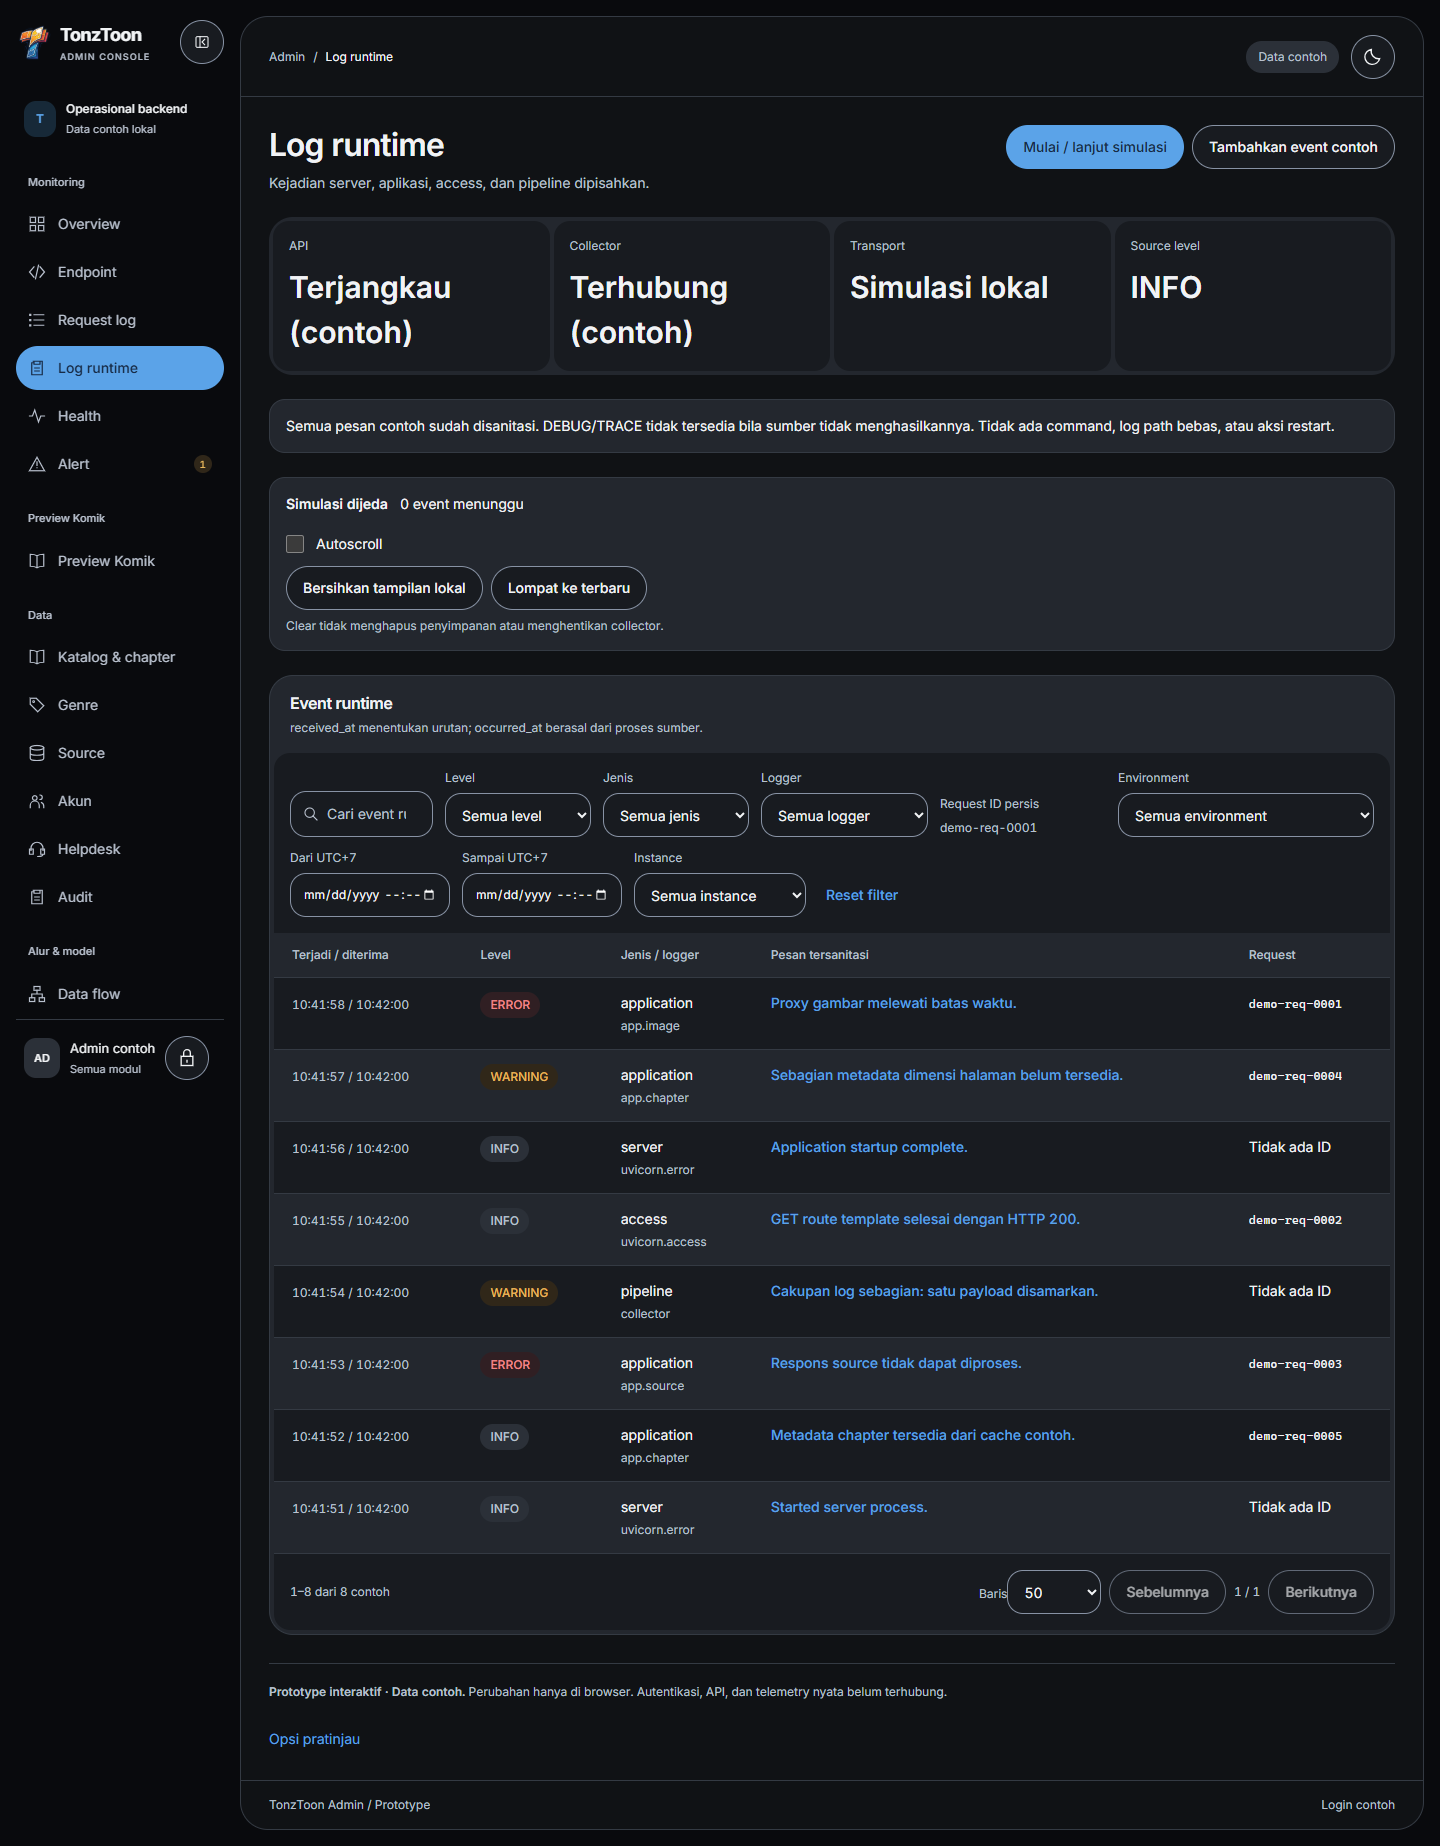 TonzToon
ADMIN CONSOLE
T
Operasional backend
Data contoh lokal
Monitoring
Overview
Endpoint
Request log
Log runtime
Health
Alert
1
Preview Komik
Preview Komik
Data
Katalog & chapter
Genre
Source
Akun
Helpdesk
Audit
Alur & model
Data flow
AD
Admin contoh
Semua modul
Admin / Log runtime
Data contoh
Log runtime
Kejadian server, aplikasi, access, dan pipeline dipisahkan.
Mulai / lanjut simulasi
Tambahkan event contoh
API
Terjangkau
(contoh)
Collector
Terhubung
(contoh)
Transport
Simulasi lokal
Source level
INFO
Semua pesan contoh sudah disanitasi. DEBUG/TRACE tidak tersedia bila sumber tidak menghasilkannya. Tidak ada command, log path bebas, atau aksi restart.
Simulasi dijeda 0 event menunggu
Autoscroll
Bersihkan tampilan lokal
Lompat ke terbaru
Clear tidak menghapus penyimpanan atau menghentikan collector.
Event runtime
received_at menentukan urutan; occurred_at berasal dari proses sumber.
Cari event
Level
Semua level
Jenis
Semua jenis
Logger
Semua logger
Request ID persis
demo-req-0001
Environment
Semua environment
Dari UTC+7
mm/dd/yyyy --:--
Sampai UTC+7
mm/dd/yyyy --:--
Instance
Semua instance
Reset filter
Terjadi / diterima Level Jenis / logger Pesan tersanitasi Request
10:41:58 / 10:42:00 ERROR application Proxy gambar melewati batas waktu. demo-req-0001
app.image
10:41:57 / 10:42:00 WARNING application Sebagian metadata dimensi halaman belum tersedia. demo-req-0004
app.chapter
10:41:56 / 10:42:00 INFO server Application startup complete. Tidak ada ID
uvicorn.error
10:41:55 / 10:42:00 INFO access GET route template selesai dengan HTTP 200. demo-req-0002
uvicorn.access
10:41:54 / 10:42:00 WARNING pipeline Cakupan log sebagian: satu payload disamarkan. Tidak ada ID
collector
10:41:53 / 10:42:00 ERROR application Respons source tidak dapat diproses. demo-req-0003
app.source
10:41:52 / 10:42:00 INFO application Metadata chapter tersedia dari cache contoh. demo-req-0005
app.chapter
10:41:51 / 10:42:00 INFO server Started server process. Tidak ada ID
uvicorn.error
1–8 dari 8 contoh
Baris 50 Sebelumnya 1 / 1 Berikutnya
Prototype interaktif · Data contoh. Perubahan hanya di browser. Autentikasi, API, dan telemetry nyata belum terhubung.
Opsi pratinjau
TonzToon Admin / Prototype
Login contoh